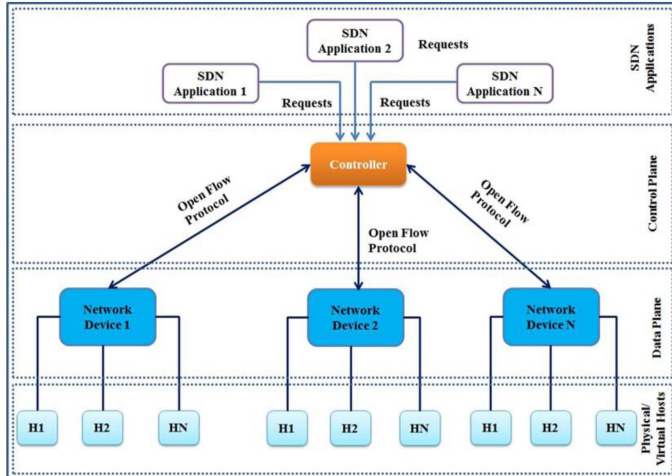 SDN
Application 2
Requests
SDN
Application 1
SDN
Application N
Requests
Requests
SDN
Applications
Controller
Open Flow
Protocol
Open Flow
Protocol
Open Flow
Protocol
Control Plane
Network
Device 1
Network
Device 2
Network
Device N
Data Plane
H1
H2
HN
H1
H2
HN
H1
H2
HN
Physical/
Virtual Hosts